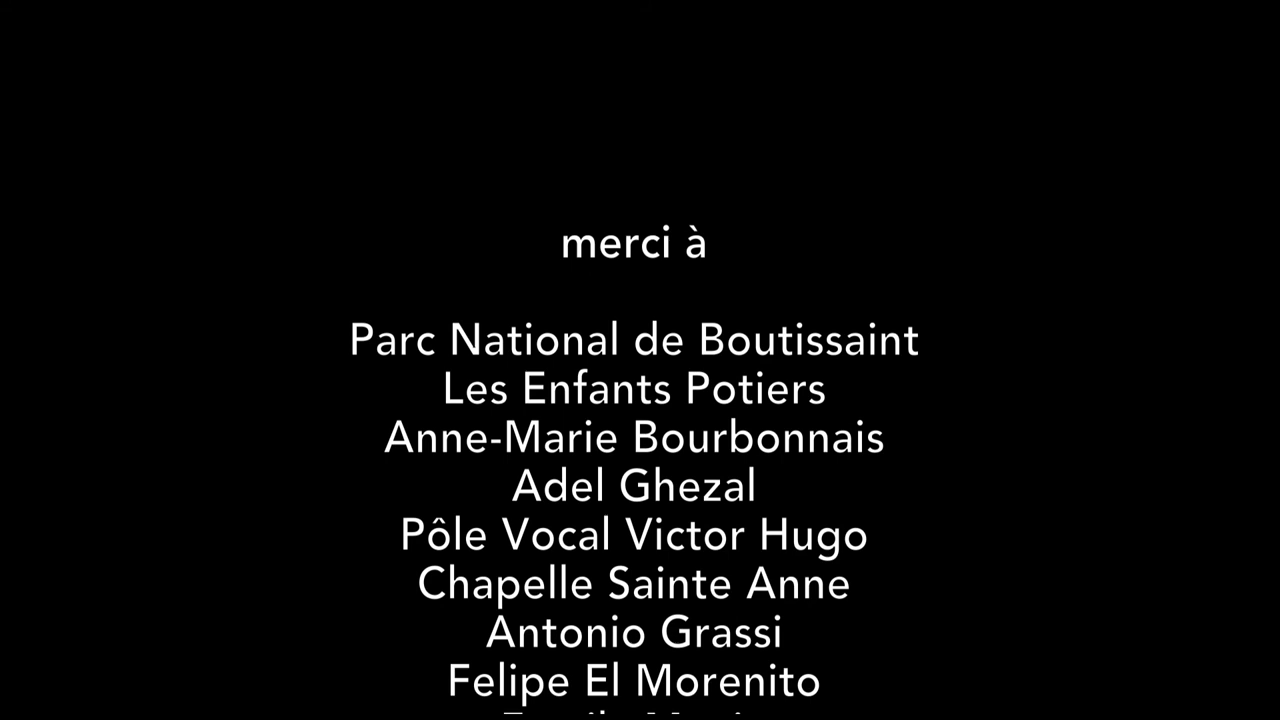 merci à
Parc National de Boutissaint
Les Enfants Potiers
Anne-Marie Bourbonnais
Adel Ghezal
Pôle Vocal Victor Hugo
Chapelle Sainte Anne
Antonio Grassi
Felipe El Morenito